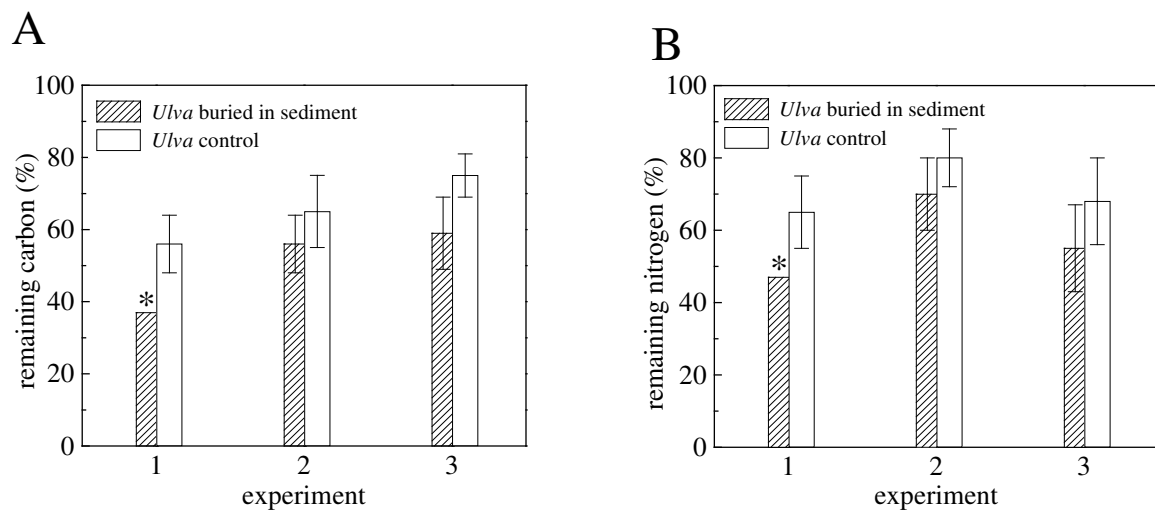 A
remaining carbon (%)
100
80
60
40
20
0
Ulva buried in sediment
Ulva control
*
1 2 3
experiment
B
remaining nitrogen (%)
100
80
60
40
20
0
Ulva buried in sediment
Ulva control
*
1 2 3
experiment